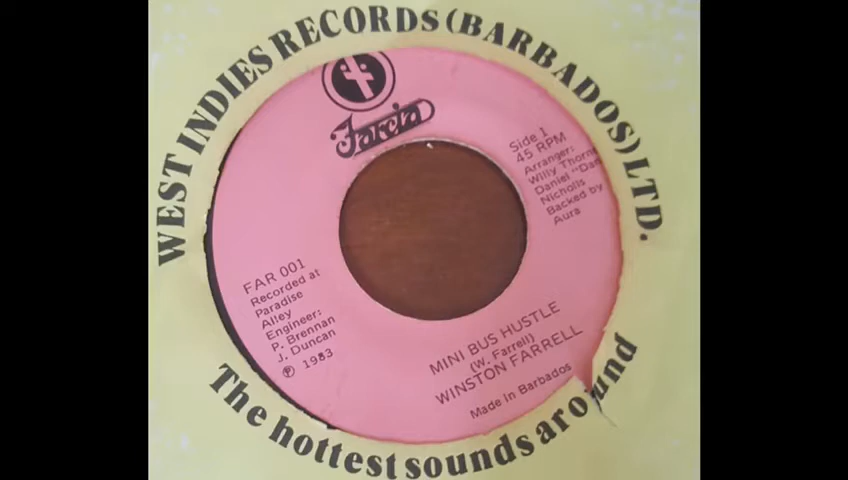 WEST INDIES RECORDS (BARBADOS) LTD.
Side 1
45 RPM
Arranger:
Willy Thorne
Daniel "Dan
Nicholls
Backed by
Aura
FAR 001
Recorded at
Paradise
Alley
Engineer:
P. Brennan
J. Duncan
℗ 1983
MINI BUS HUSTLE
(W. Farrell)
WINSTON FARRELL
Made in Barbados
The hottest sounds around